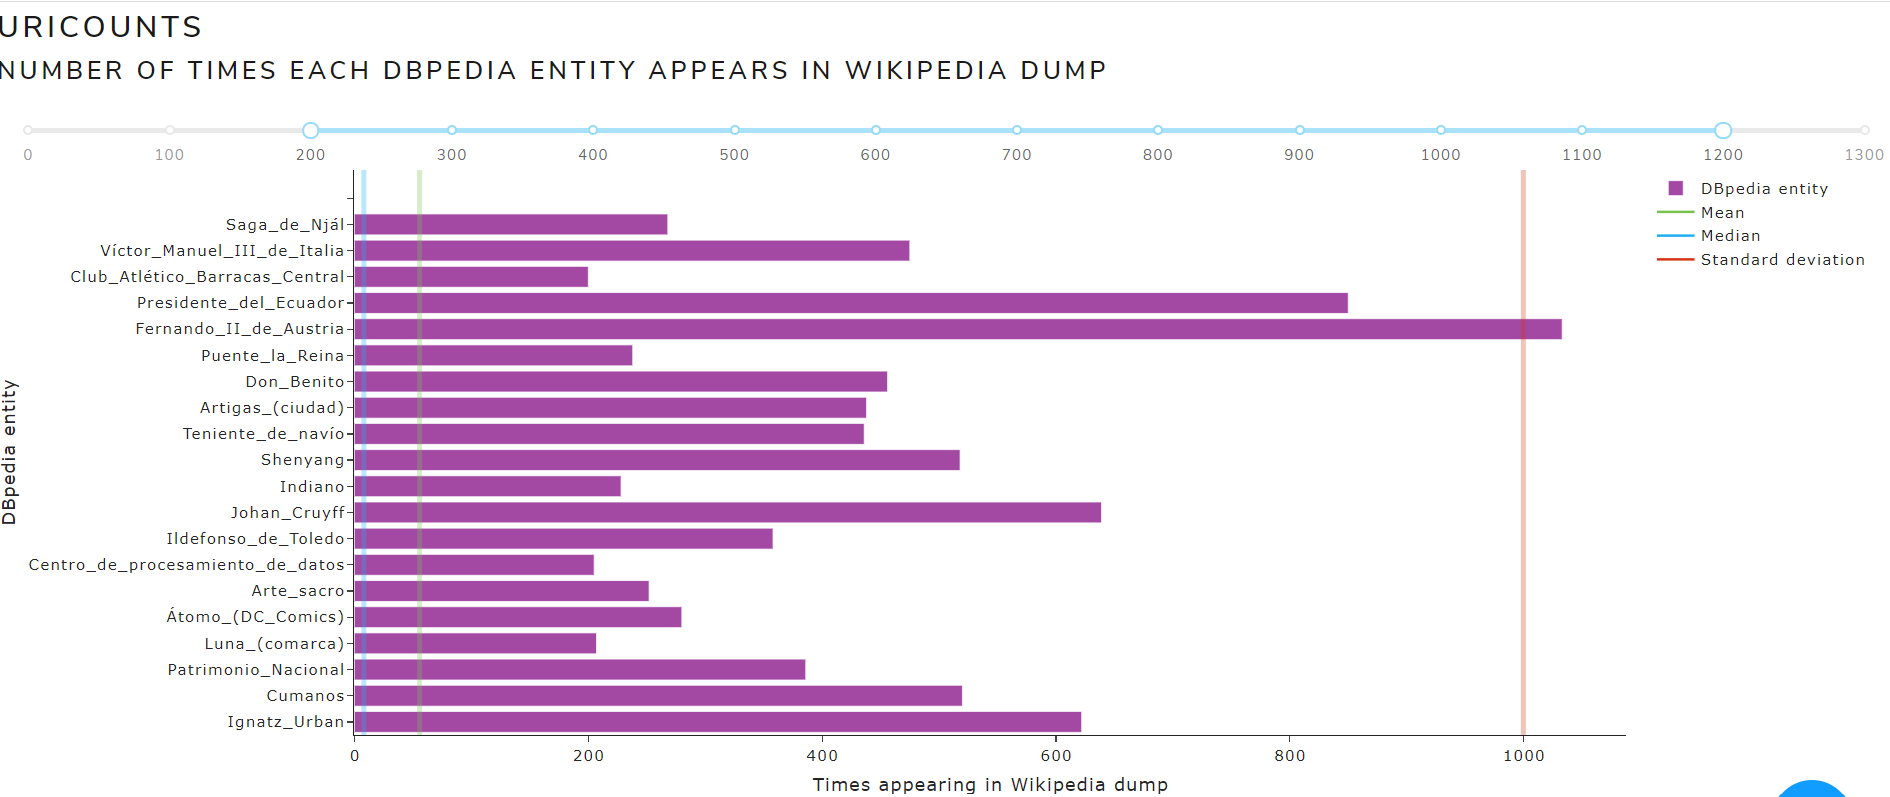 URICOUNTS
NUMBER OF TIMES EACH DBPEDIA ENTITY APPEARS IN WIKIPEDIA DUMP
0 100 200 300 400 500 600 700 800 900 1000 1100 1200 1300
DBpedia entity
Mean
Median
Standard deviation
DBpedia entity
Saga_de_Njál
Víctor_Manuel_III_de_Italia
Club_Atlético_Barracas_Central
Presidente_del_Ecuador
Fernando_II_de_Austria
Puente_la_Reina
Don_Benito
Artigas_(ciudad)
Teniente_de_navío
Shenyang
Indiano
Johan_Cruyff
Ildefonso_de_Toledo
Centro_de_procesamiento_de_datos
Arte_sacro
Átomo_(DC_Comics)
Luna_(comarca)
Patrimonio_Nacional
Cumanos
Ignatz_Urban
0 200 400 600 800 1000
Times appearing in Wikipedia dump